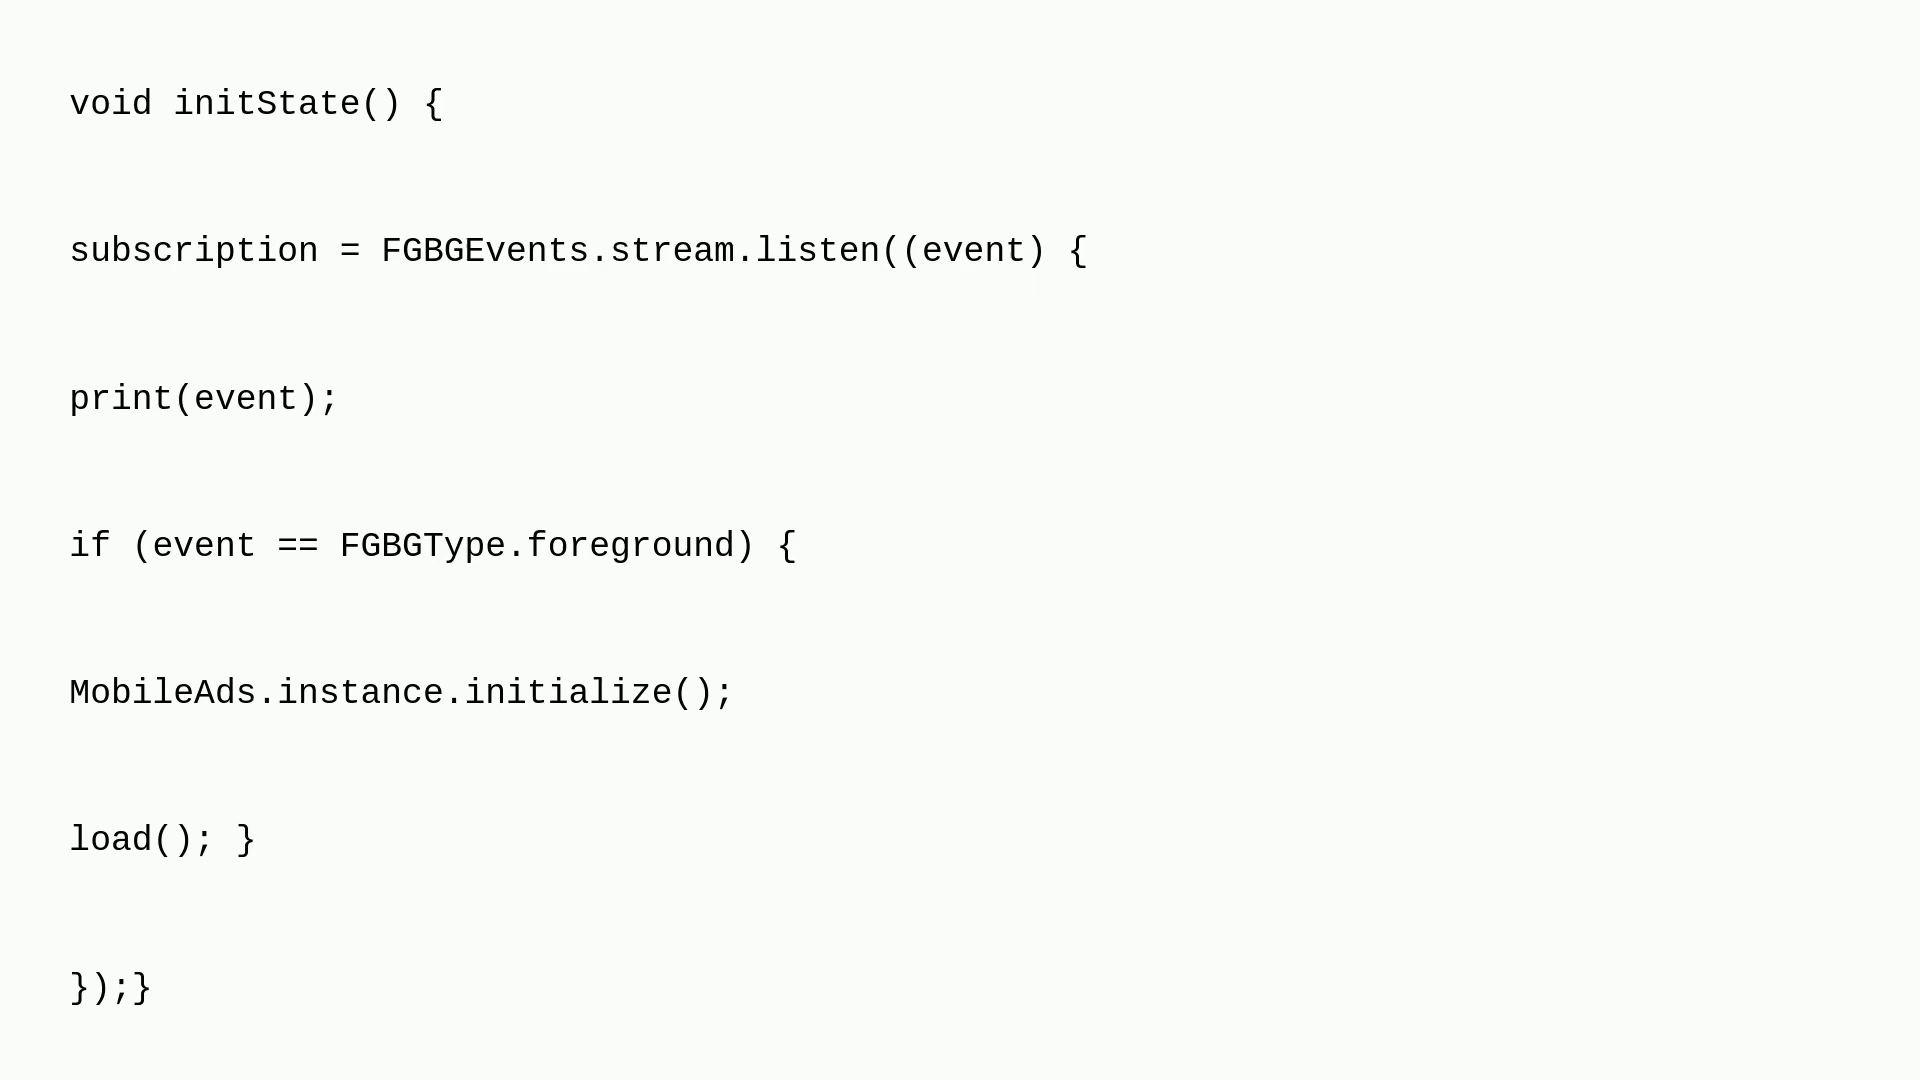 void initState() {
subscription = FGBGEvents.stream.listen((event) {
print(event);
if (event == FGBGType.foreground) {
MobileAds.instance.initialize();
load(); }
});}